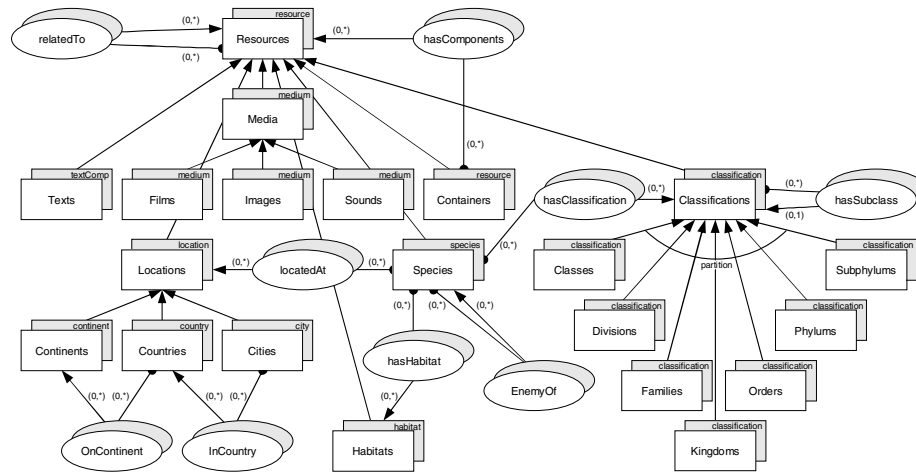 resource
(0,*)
relatedTo
Resources
(0,*)
hasComponents
(0,*)
medium
Media
(0,*)
textComp
medium
medium
medium
resource
classification
(0,*)
Texts
Films
Images
Sounds
Containers
hasClassification
(0,*)
Classifications
hasSubclass
(0,1)
location
species
(0,*)
classification
classification
Locations
(0,*)
locatedAt
(0,*)
Species
Classes
partition
Subphylums
(0,*)
(0,*)
(0,*)
classification
classification
continent
country
city
Divisions
Phylums
Continents
Countries
Cities
hasHabitat
classification
classification
(0,*)
(0,*)
(0,*)
(0,*)
EnemyOf
Families
Orders
(0,*)
habitat
classification
OnContinent
InCountry
Habitats
Kingdoms